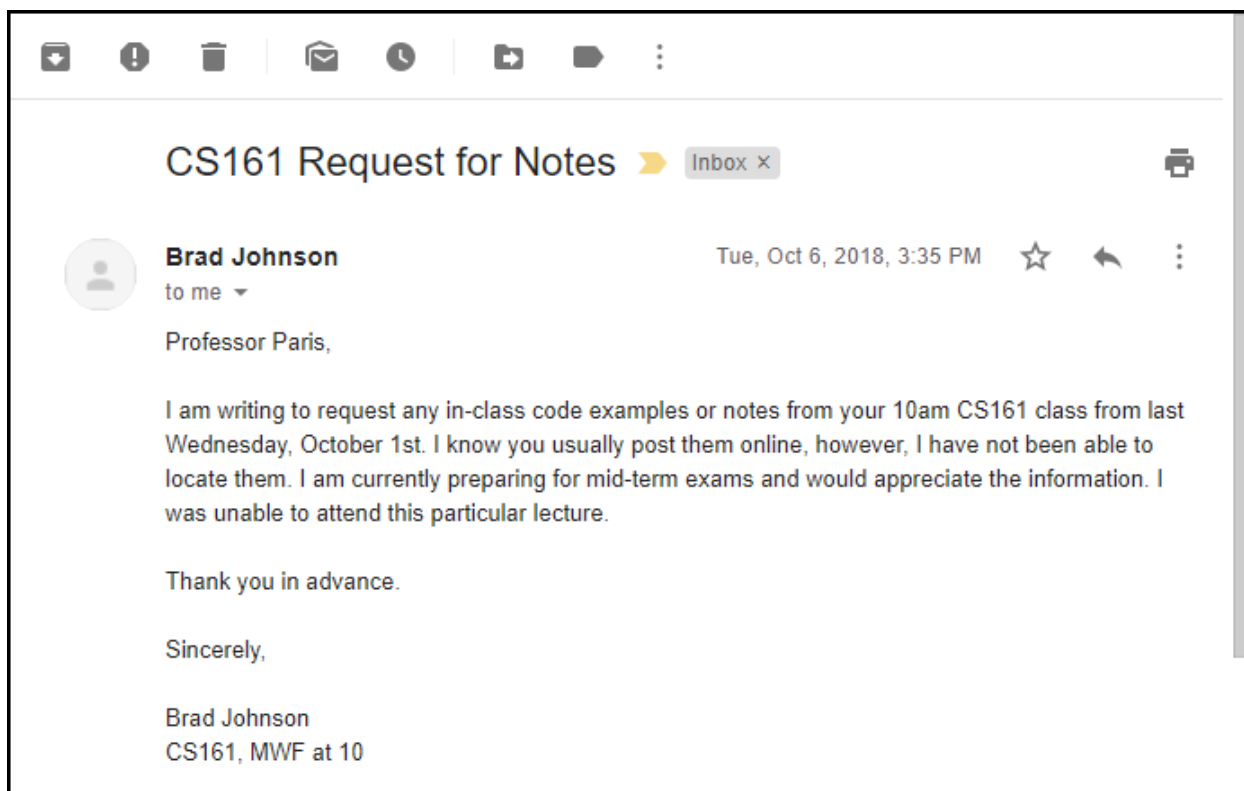 CS161 Request for Notes Inbox ×
Brad Johnson Tue, Oct 6, 2018, 3:35 PM
to me
Professor Paris,
I am writing to request any in-class code examples or notes from your 10am CS161 class from last
Wednesday, October 1st. I know you usually post them online, however, I have not been able to
locate them. I am currently preparing for mid-term exams and would appreciate the information. I
was unable to attend this particular lecture.
Thank you in advance.
Sincerely,
Brad Johnson
CS161, MWF at 10